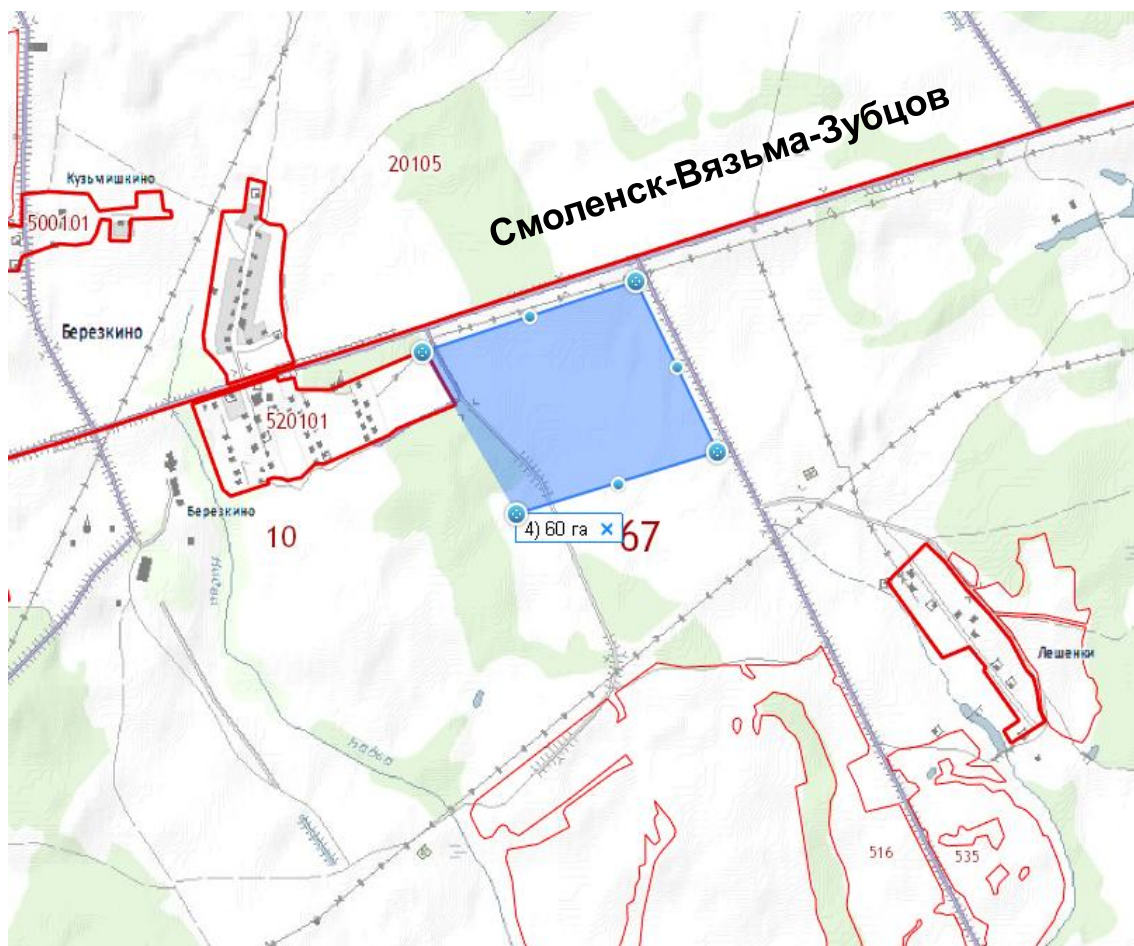 Смоленск-Вязьма-Зубцов
20105
Кузьмишкино
500101
Березкино
520101
Березкино
10
4) 60 га ×
67
Лешенки
516
535